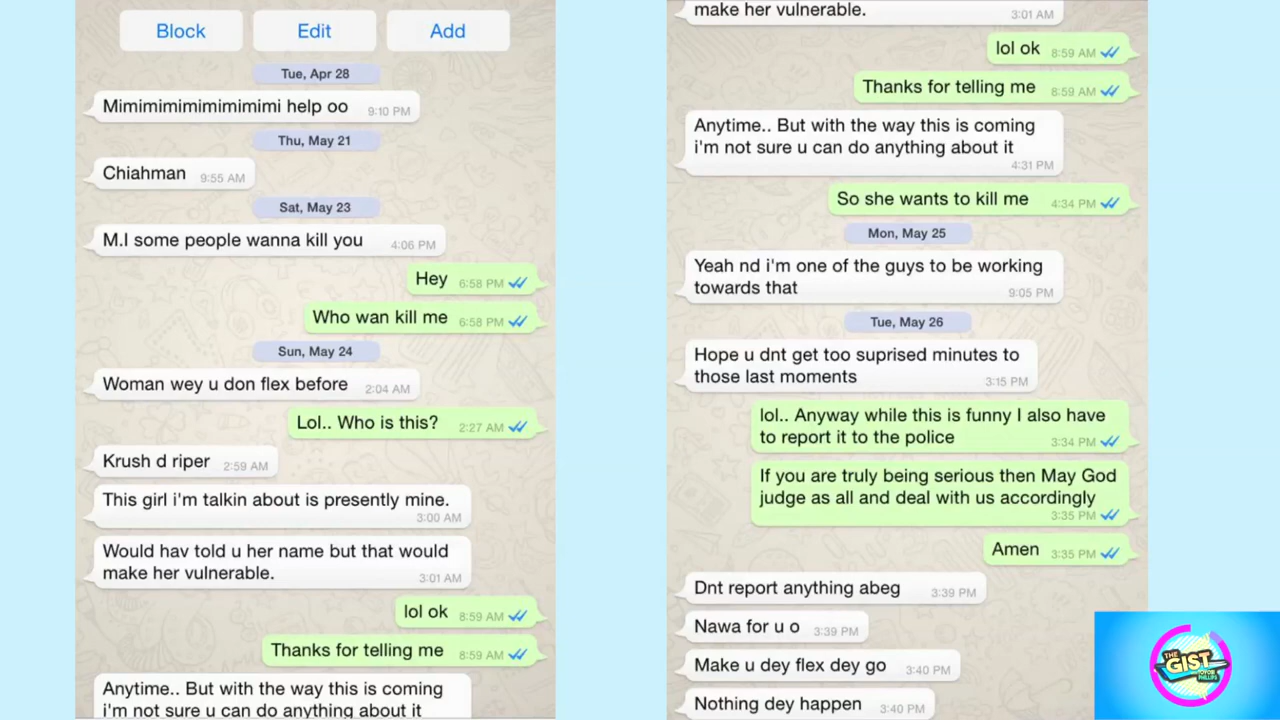 Block
Edit
Add
Tue, Apr 28
Mimimimimimimimimi help oo 9:10 PM
Thu, May 21
Chiahman 9:55 AM
Sat, May 23
M.I some people wanna kill you 4:06 PM
Hey 6:58 PM
Who wan kill me 6:58 PM
Sun, May 24
Woman wey u don flex before 2:04 AM
Lol.. Who is this? 2:27 AM
Krush d riper 2:59 AM
This girl i'm talkin about is presently mine.
3:00 AM
Would hav told u her name but that would
make her vulnerable. 3:01 AM
lol ok 8:59 AM
Thanks for telling me 8:59 AM
Anytime.. But with the way this is coming
i'm not sure u can do anything about it
make her vulnerable. 3:01 AM
lol ok 8:59 AM
Thanks for telling me 8:59 AM
Anytime.. But with the way this is coming
i'm not sure u can do anything about it
4:31 PM
So she wants to kill me 4:34 PM
Mon, May 25
Yeah nd i'm one of the guys to be working
towards that 9:05 PM
Tue, May 26
Hope u dnt get too suprised minutes to
those last moments 3:15 PM
lol.. Anyway while this is funny I also have
to report it to the police 3:34 PM
If you are truly being serious then May God
judge as all and deal with us accordingly
3:35 PM
Amen 3:35 PM
Dnt report anything abeg 3:39 PM
Nawa for u o 3:39 PM
Make u dey flex dey go 3:40 PM
Nothing dey happen 3:40 PM
THE
GIST